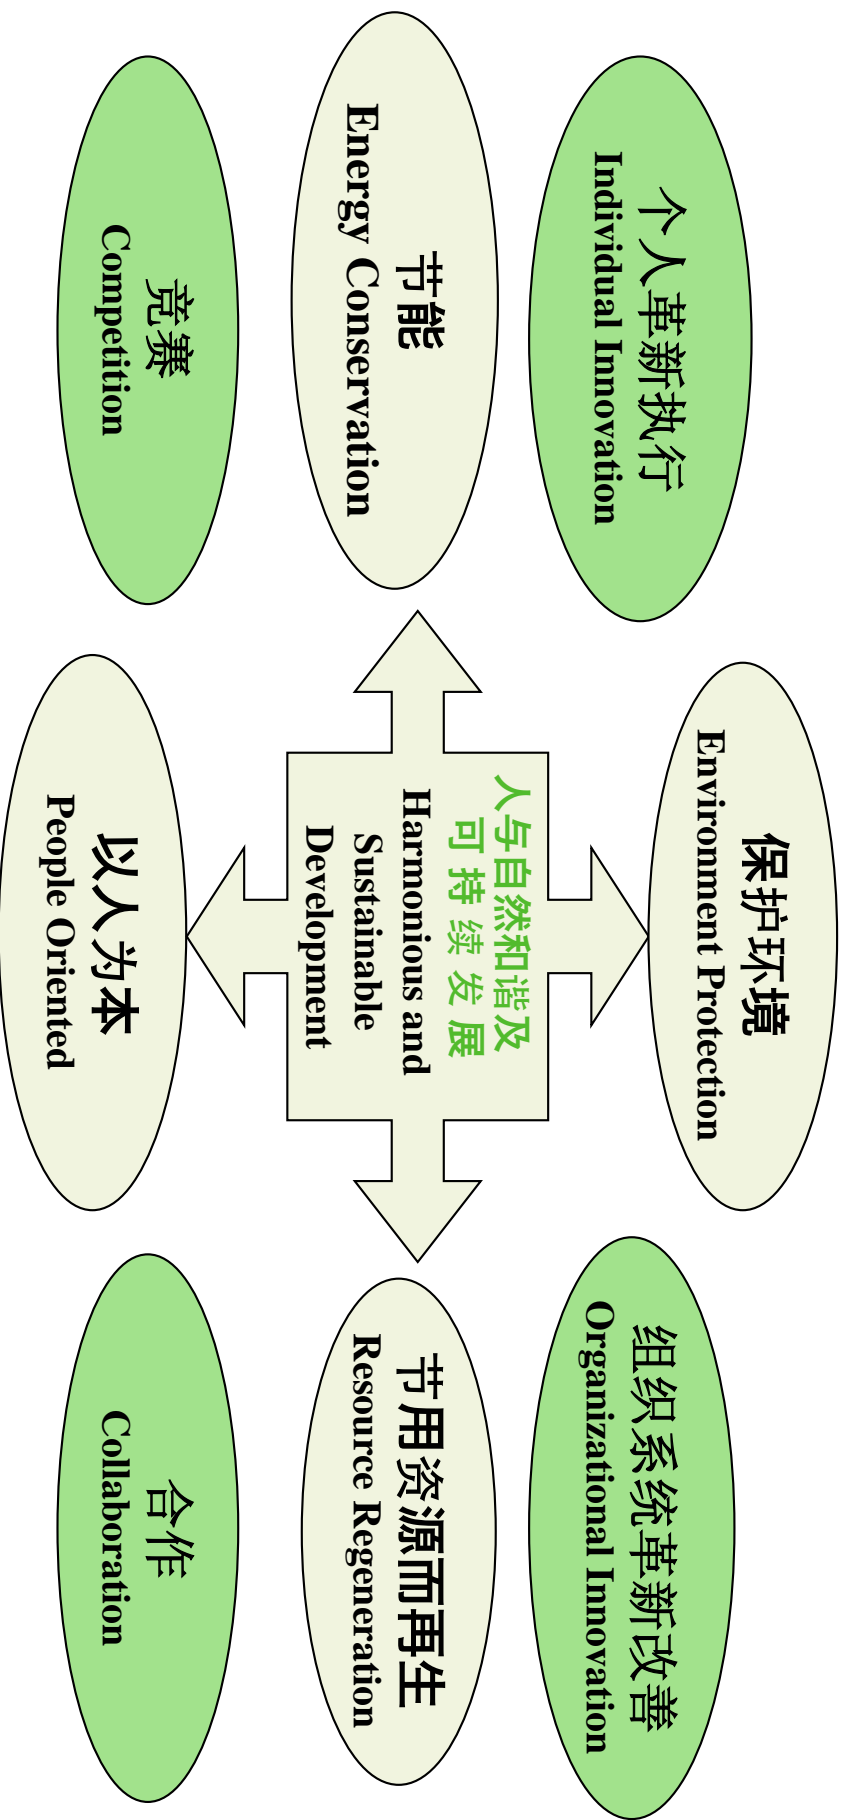 个人革新执行
Individual Innovation
保护环境
Environment Protection
组织系统革新改善
Organizational Innovation
节能
Energy Conservation
人与自然和谐及
可持续发展
Harmonious and
Sustainable
Development
节用资源而再生
Resource Regeneration
竞赛
Competition
以人为本
People Oriented
合作
Collaboration